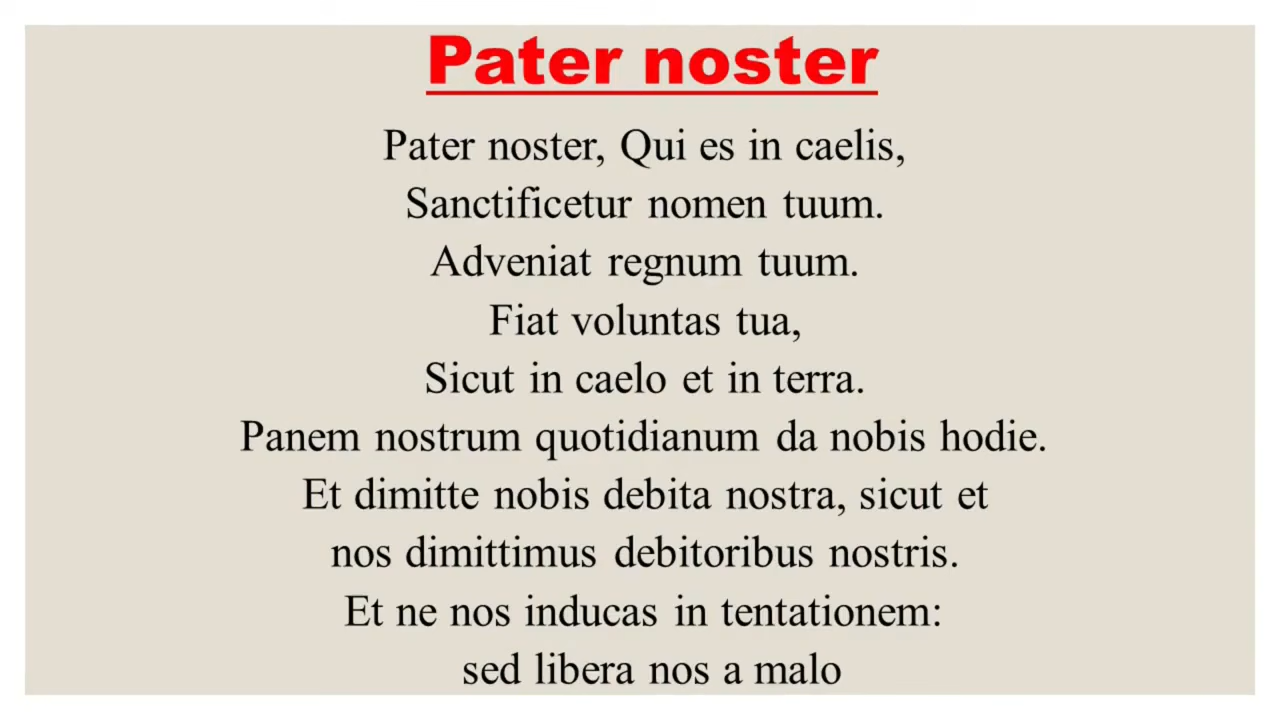 Pater noster
Pater noster, Qui es in caelis,
Sanctificetur nomen tuum.
Adveniat regnum tuum.
Fiat voluntas tua,
Sicut in caelo et in terra.
Panem nostrum quotidianum da nobis hodie.
Et dimitte nobis debita nostra, sicut et
nos dimittimus debitoribus nostris.
Et ne nos inducas in tentationem:
sed libera nos a malo